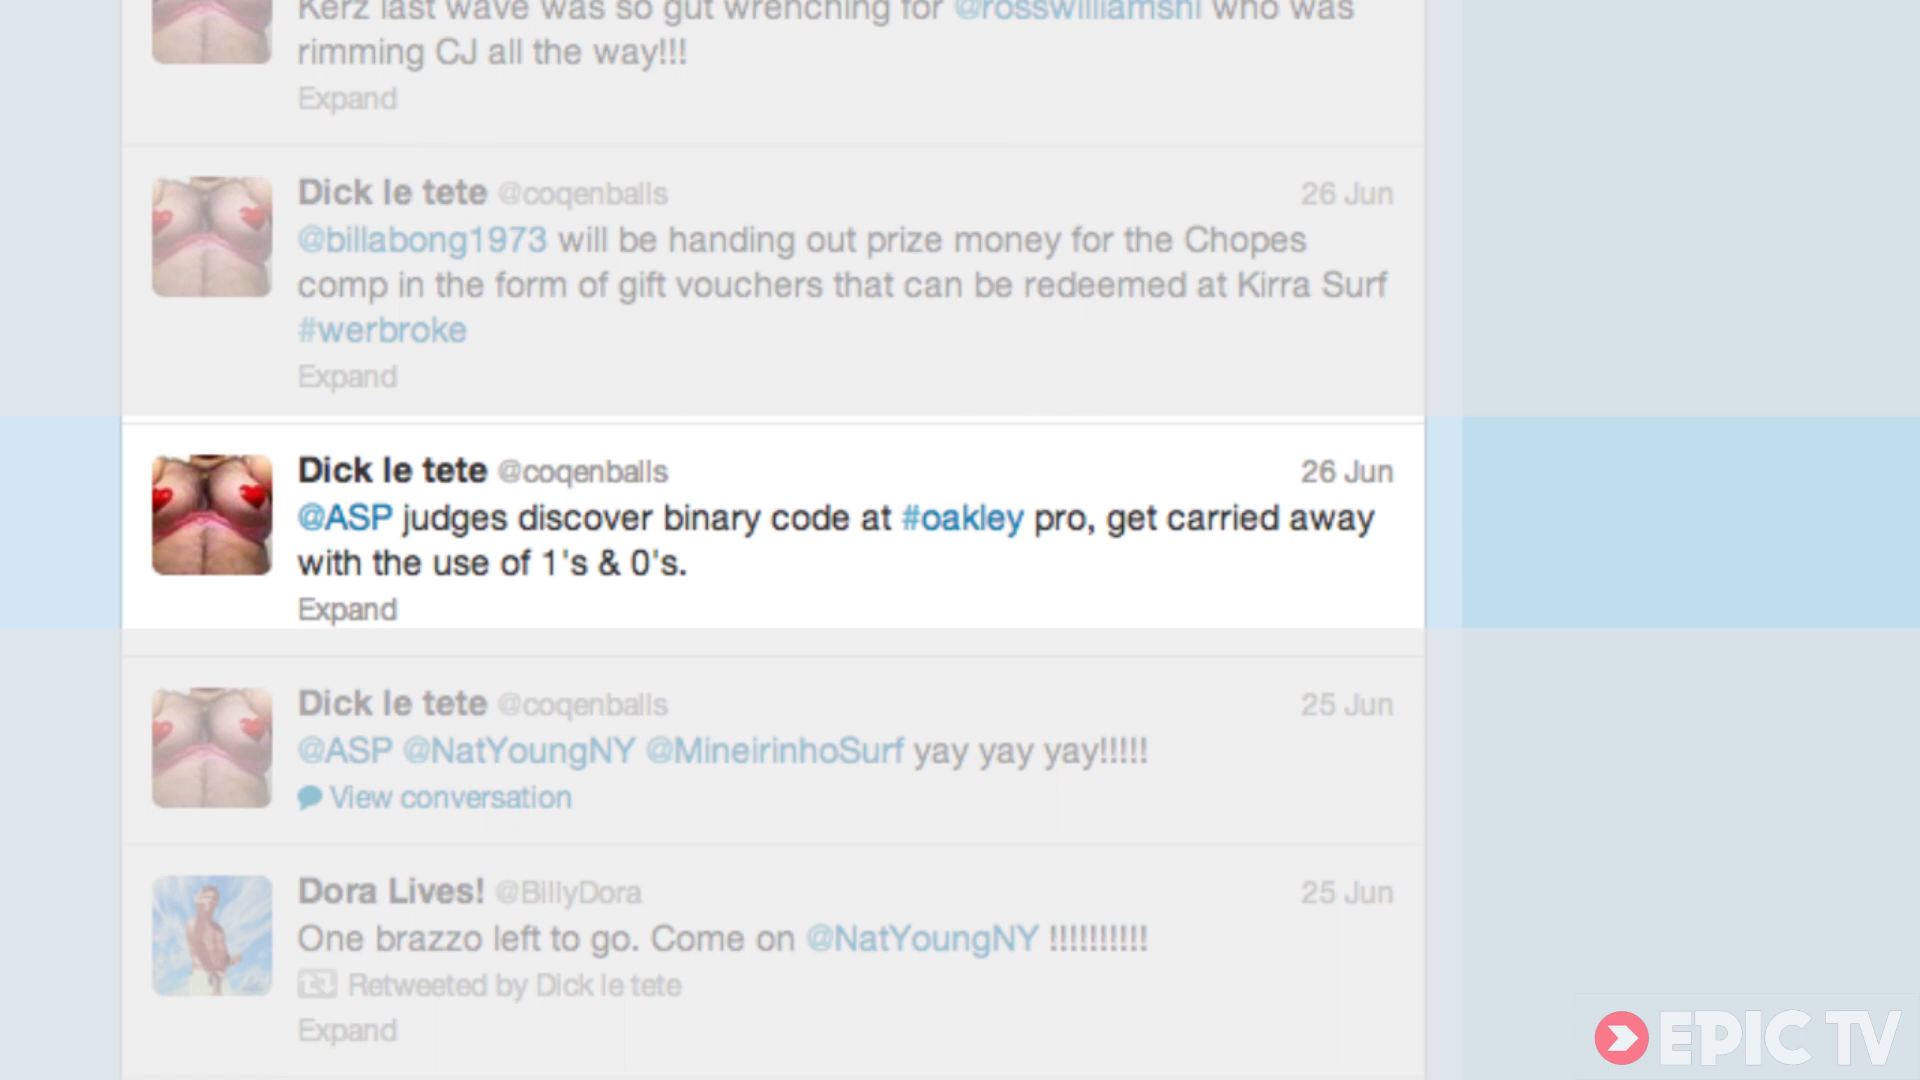 Kerz last wave was so gut wrenching for @rosswilliamshi who was
rimming CJ all the way!!!
Expand
Dick le tete @coqenballs 26 Jun
@billabong1973 will be handing out prize money for the Chopes
comp in the form of gift vouchers that can be redeemed at Kirra Surf
#werbroke
Expand
Dick le tete @coqenballs 26 Jun
@ASP judges discover binary code at #oakley pro, get carried away
with the use of 1's & 0's.
Expand
Dick le tete @coqenballs 25 Jun
@ASP @NatYoungNY @MineirinhoSurf yay yay yay!!!!!
View conversation
Dora Lives! @BillyDora 25 Jun
One brazzo left to go. Come on @NatYoungNY !!!!!!!!!!
Retweeted by Dick le tete
Expand
EPIC TV